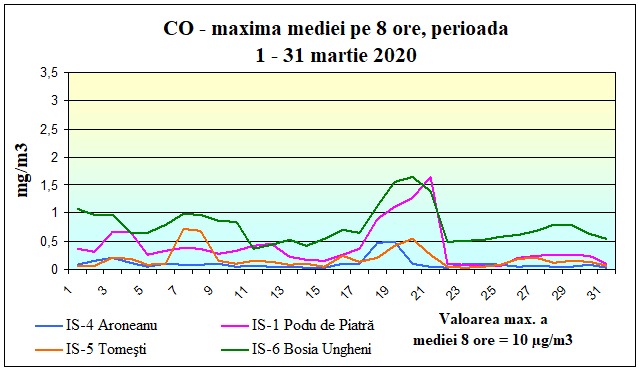 CO - maxima mediei pe 8 ore, perioada
1 - 31 martie 2020
mg/m3
3,5
3
2,5
2
1,5
1
0,5
0
1 3 5 7 9 11 13 15 17 19 21 23 25 27 29 31
IS-4 Aroneanu IS-1 Podu de Piatră
IS-5 Tomeşti IS-6 Bosia Ungheni
Valoarea max. a
mediei 8 ore = 10 µg/m3